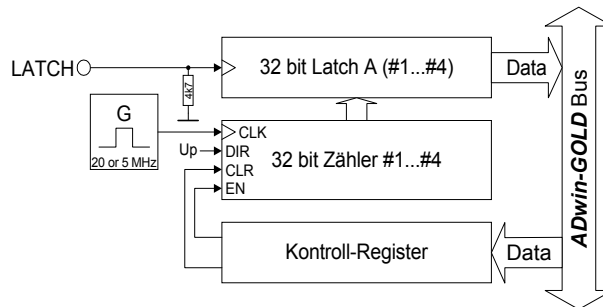 LATCH
4k7
32 bit Latch A (#1...#4)
Data
G
20 or 5 MHz
Up
CLK
DIR
CLR
EN
32 bit Zähler #1...#4
Kontroll-Register
Data
ADwin-GOLD Bus